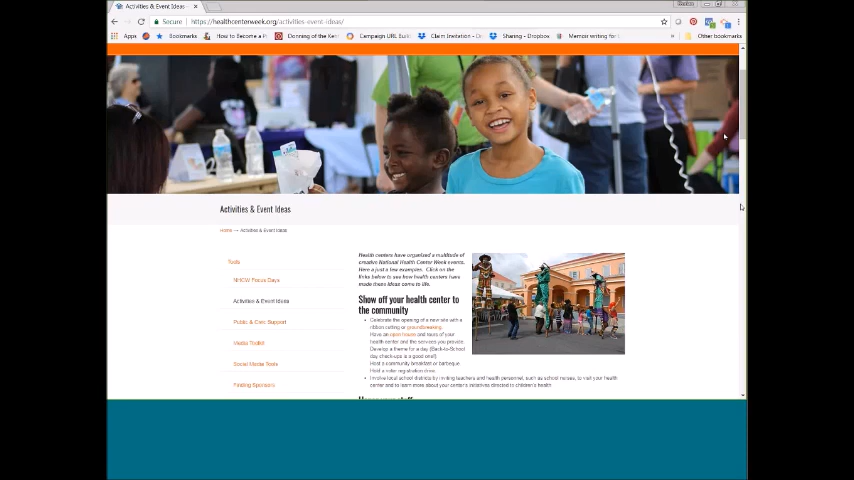 Activities & Event Ideas
Secure
https://healthcenterweek.org/activities-event-ideas/
Apps
Bookmarks
How to Become a P
Donning of the Kent
Campaign URL Build
Claim Invitation - Dr
Sharing - Dropbox
Memoir writing for
»
Other bookmarks
Activities & Event Ideas
Home → Activities & Event Ideas
Tools
NHCW Focus Days
Activities & Event Ideas
Public & Civic Support
Media Toolkit
Social Media Tools
Finding Sponsors
Health centers have organized a multitude of
creative National Health Center Week events.
Here a just a few examples. Click on the
links below to see how health centers have
made these ideas come to life.
Show off your health center to
the community
Celebrate the opening of a new site with a
ribbon cutting or groundbreaking.
Have an open house and tours of your
health center and the services you provide.
Develop a theme for a day (Back-to-School
day check-ups is a good one!)
Host a community breakfast or barbeque.
Hold a voter registration drive.
Involve local school districts by inviting teachers and health personnel, such as school nurses, to visit your health
center and to learn more about your center's initiatives directed to children's health